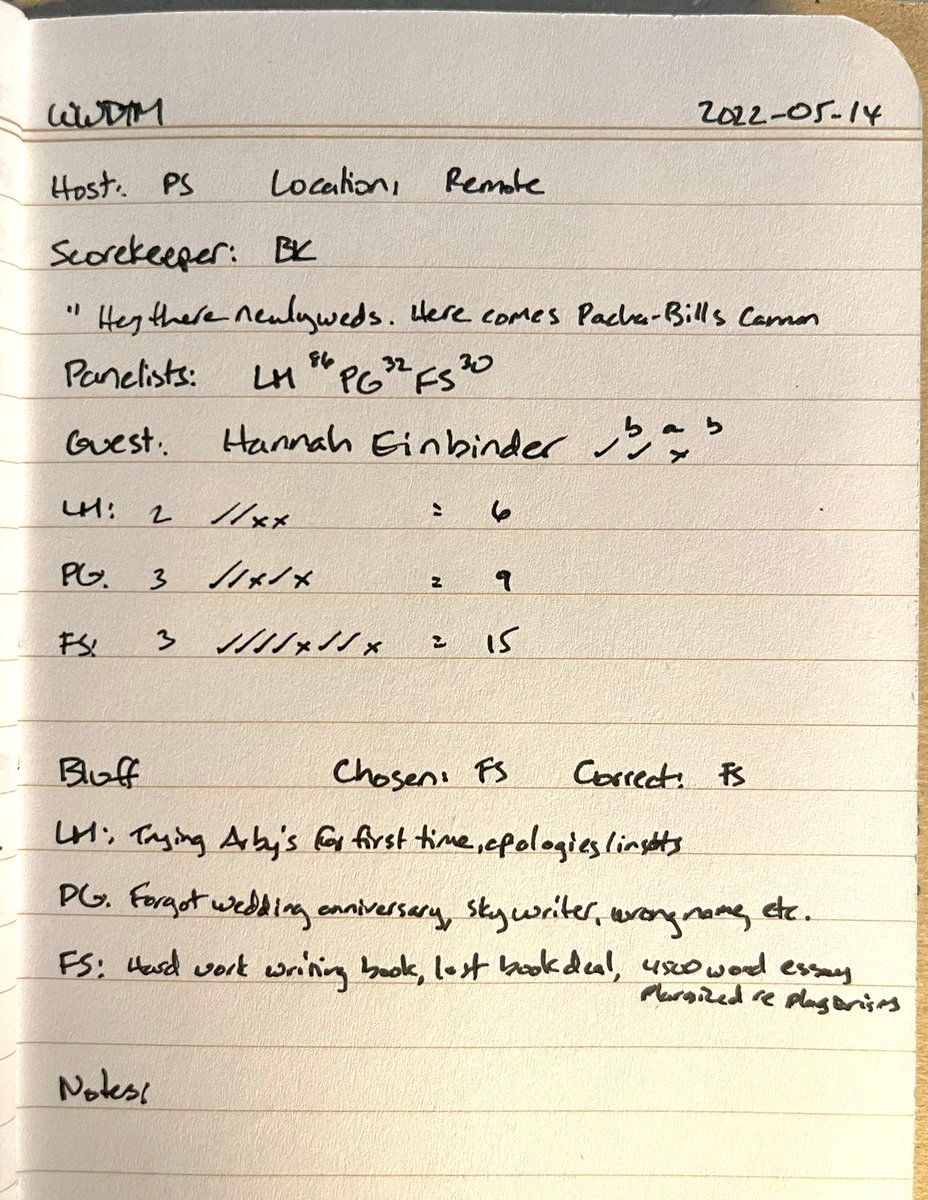 WWDTM 2022-05-14
Host: PS Location: Remote
Scorekeeper: BK
" Hey there newlyweds. Here comes Pacha-Bills Cannon
Panelists: LH 86 PG 32 FS 30
Guest: Hannah Einbinder ✓ ✓ x b a b
LH: 2 ✓✓xx = 6
PG: 3 ✓✓x✓x = 9
FS: 3 ✓✓✓✓x✓✓x = 15
Bluff Chosen: FS Correct: FS
LH: Trying Arby's for first time, apologies/insults
PG: Forgot wedding anniversary, skywriter, wrong name, etc.
FS: Hard work writing book, lost book deal, 4500 word essay
plargized re plagarism
Notes: